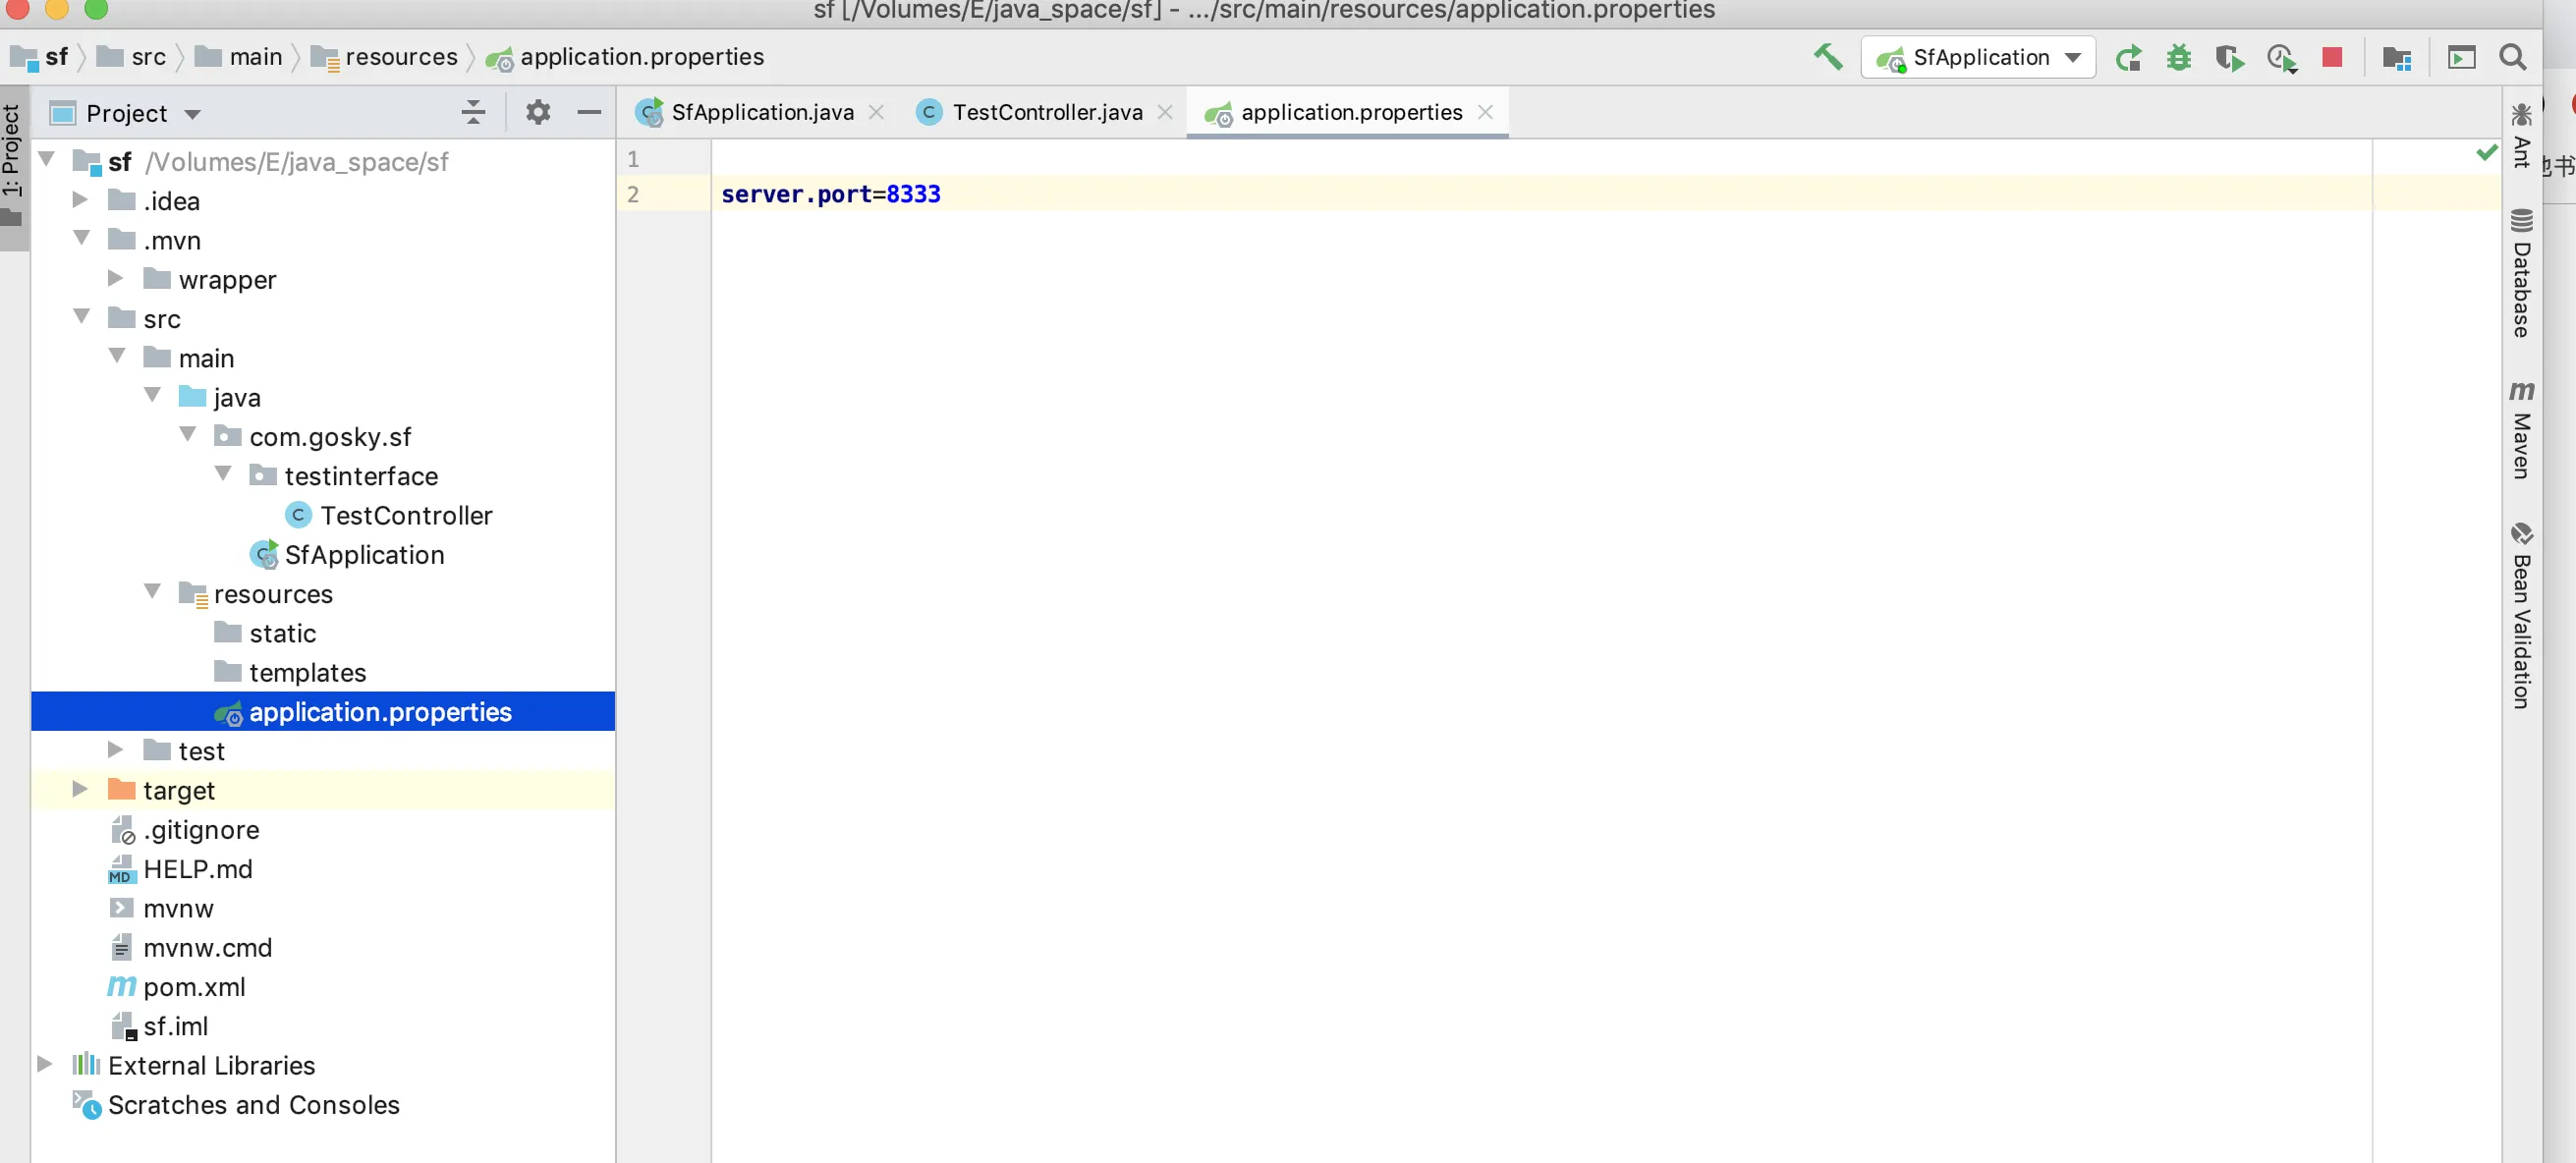 sf [/Volumes/E/java_space/sf] - .../src/main/resources/application.properties
sf src main resources application.properties SfApplication
1: Project
Project
sf /Volumes/E/java_space/sf
.idea
.mvn
wrapper
src
main
java
com.gosky.sf
testinterface
TestController
SfApplication
resources
static
templates
application.properties
test
target
.gitignore
HELP.md
mvnw
mvnw.cmd
pom.xml
sf.iml
External Libraries
Scratches and Consoles
SfApplication.java TestController.java application.properties
1
2 server.port=8333
Ant
Database
Maven
Bean Validation
书